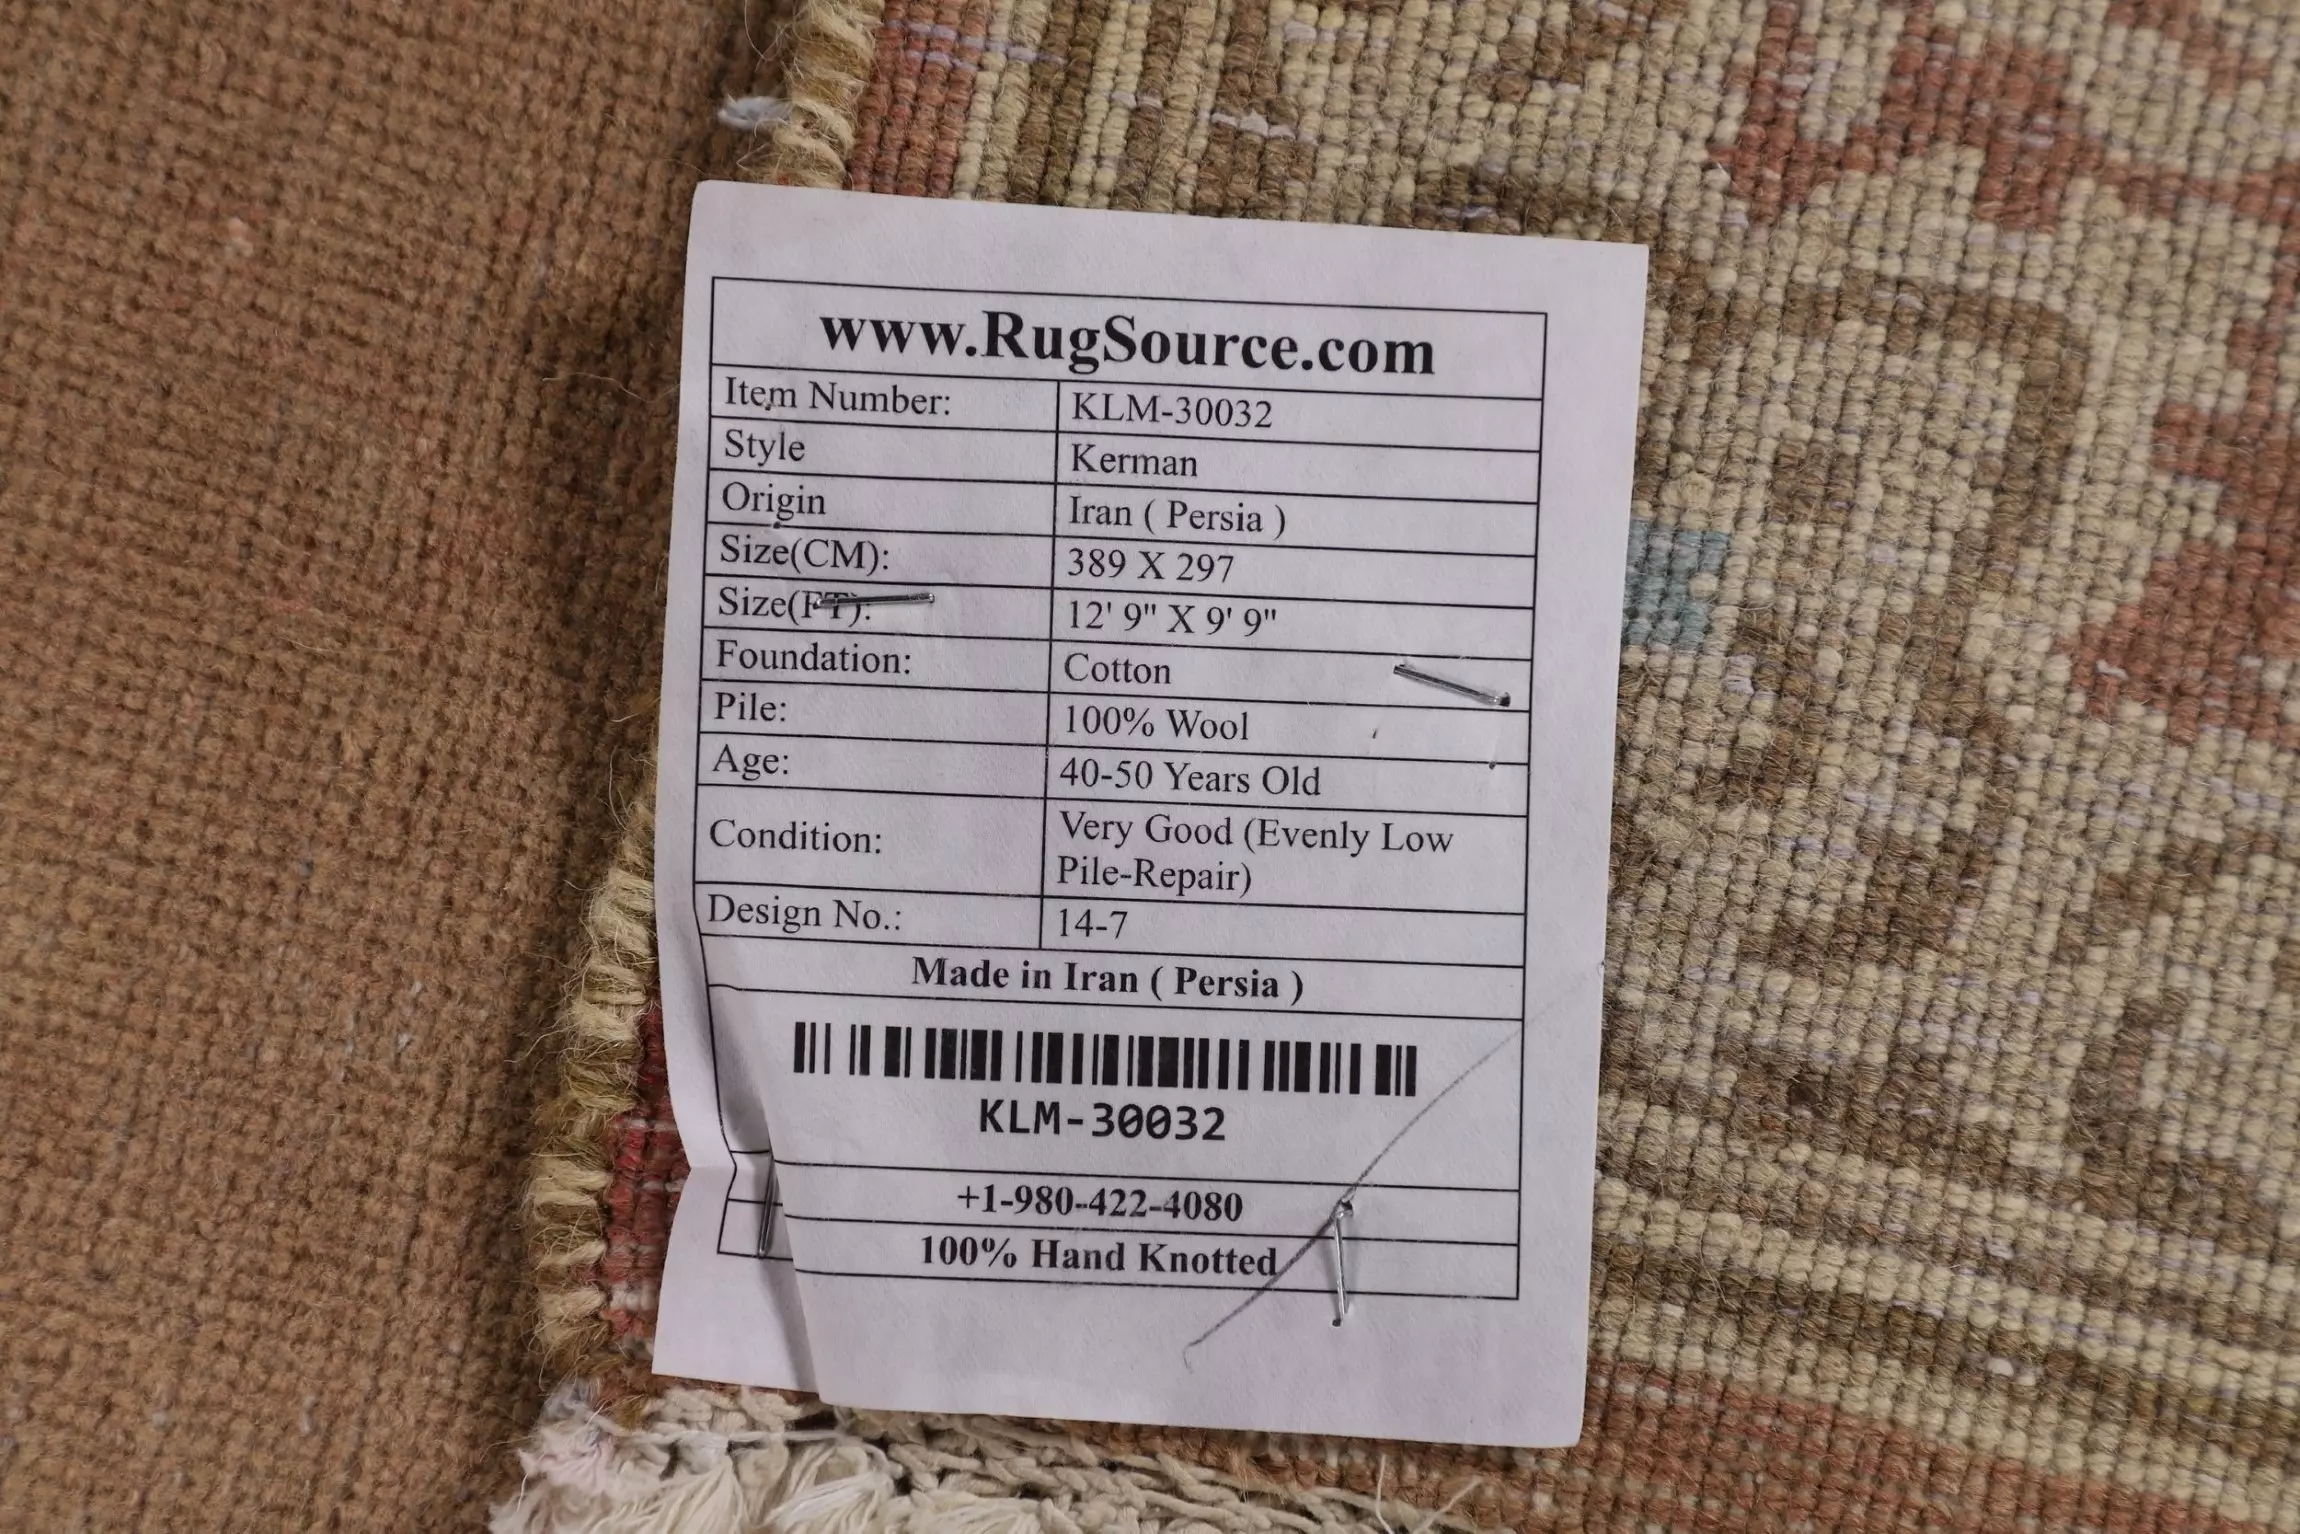 www.RugSource.com
Item Number: KLM-30032
Style Kerman
Origin Iran ( Persia )
Size(CM): 389 X 297
Size(FT): 12' 9" X 9' 9"
Foundation: Cotton
Pile: 100% Wool
Age: 40-50 Years Old
Condition: Very Good (Evenly Low
Pile-Repair)
Design No.: 14-7
Made in Iran ( Persia )
KLM-30032
+1-980-422-4080
100% Hand Knotted